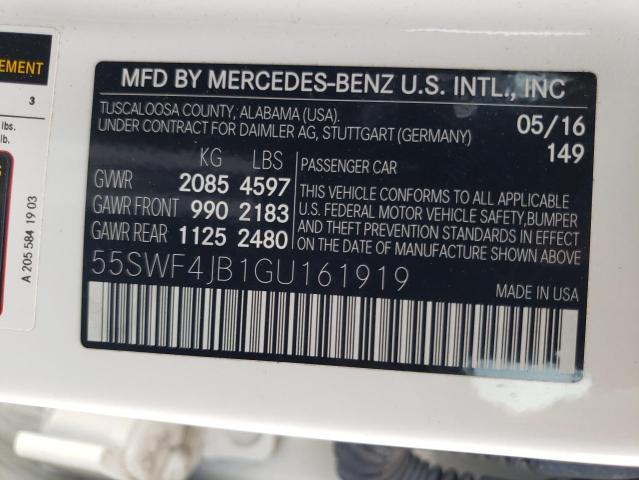 EMENT
3
lbs.
lb.
A 205 584 19 03
MFD BY MERCEDES-BENZ U.S. INTL., INC
TUSCALOOSA COUNTY, ALABAMA (USA).
UNDER CONTRACT FOR DAIMLER AG, STUTTGART (GERMANY)
05/16
149
KG LBS
GVWR 2085 4597
GAWR FRONT 990 2183
GAWR REAR 1125 2480
PASSENGER CAR
THIS VEHICLE CONFORMS TO ALL APPLICABLE
U.S. FEDERAL MOTOR VEHICLE SAFETY,BUMPER
AND THEFT PREVENTION STANDARDS IN EFFECT
ON THE DATE OF MANUFACTURE SHOWN ABOVE.
55SWF4JB1GU161919
MADE IN USA